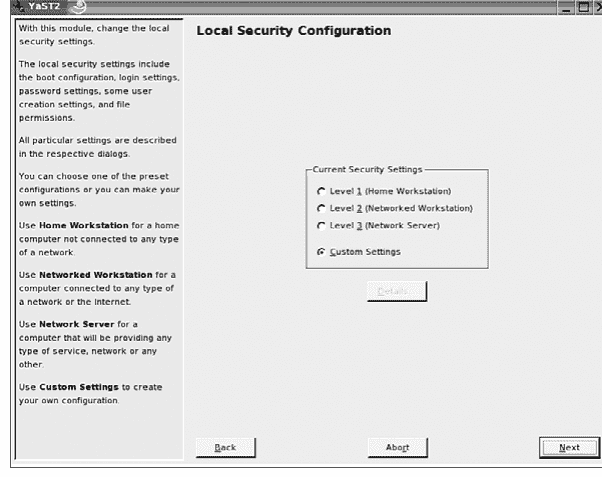 YaST2
With this module, change the local
security settings.
The local security settings include
the boot configuration, login settings,
password settings, some user
creation settings, and file
permissions.
All particular settings are described
in the respective dialogs.
You can choose one of the preset
configurations or you can make your
own settings.
Use Home Workstation for a home
computer not connected to any type
of a network.
Use Networked Workstation for a
computer connected to any type of
a network or the Internet.
Use Network Server for a
computer that will be providing any
type of service, network or any
other.
Use Custom Settings to create
your own configuration.
Local Security Configuration
Current Security Settings
Level 1 (Home Workstation)
Level 2 (Networked Workstation)
Level 3 (Network Server)
Custom Settings
Details...
Back
Abort
Next